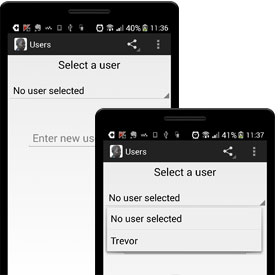 40% 11:36
Users
Select a user
No user selected
Enter new us
41% 11:37
Users
Select a user
No user selected
No user selected
Trevor